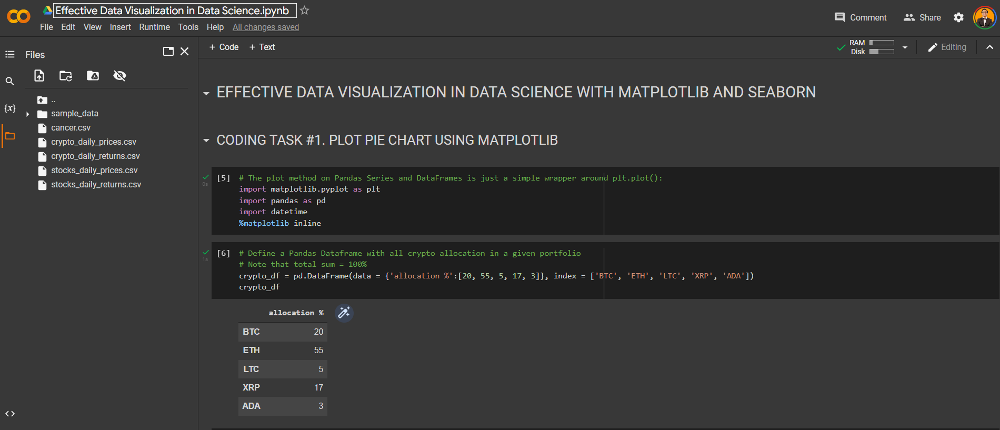 Effective Data Visualization in Data Science.ipynb
File Edit View Insert Runtime Tools Help All changes saved
Comment Share
Files
+ Code + Text
RAM
Disk
Editing
{x}
..
sample_data
cancer.csv
crypto_daily_prices.csv
crypto_daily_returns.csv
stocks_daily_prices.csv
stocks_daily_returns.csv
<>
EFFECTIVE DATA VISUALIZATION IN DATA SCIENCE WITH MATPLOTLIB AND SEABORN
CODING TASK #1. PLOT PIE CHART USING MATPLOTLIB
0s
[5] # The plot method on Pandas Series and DataFrames is just a simple wrapper around plt.plot():
import matplotlib.pyplot as plt
import pandas as pd
import datetime
%matplotlib inline
1s
[6] # Define a Pandas Dataframe with all crypto allocation in a given portfolio
# Note that total sum = 100%
crypto_df = pd.DataFrame(data = {'allocation %':[20, 55, 5, 17, 3]}, index = ['BTC', 'ETH', 'LTC', 'XRP', 'ADA'])
crypto_df
allocation %
BTC 20
ETH 55
LTC 5
XRP 17
ADA 3